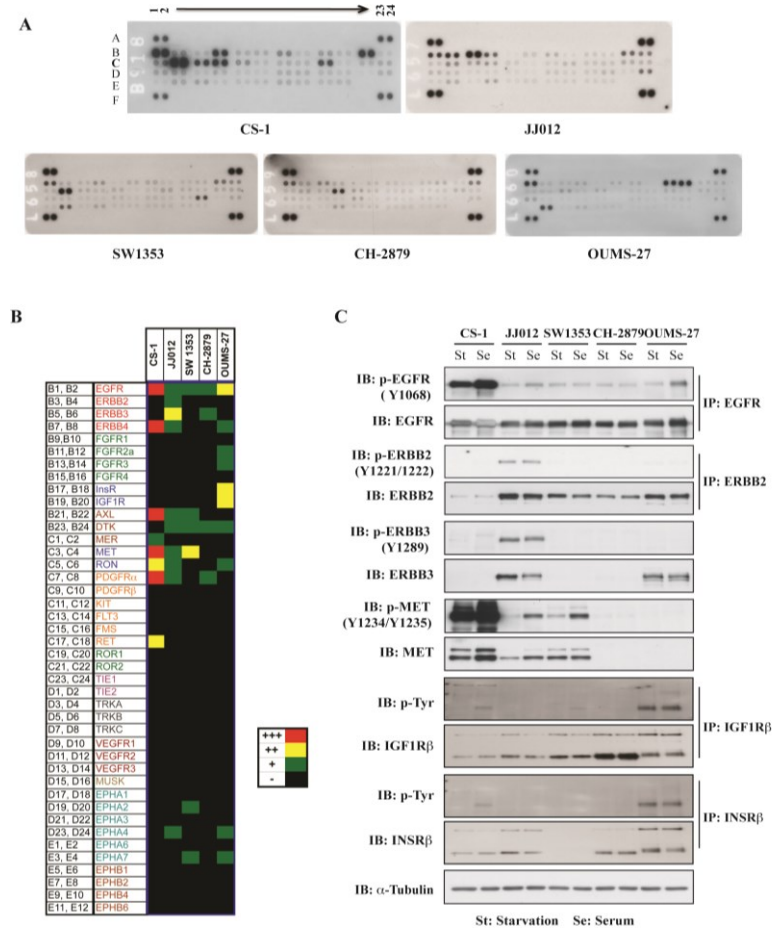 A
1
2
23
24
A
B
C
D
E
F
B918
L657
CS-1
JJ012
L658
L659
L660
SW1353
CH-2879
OUMS-27
B
CS-1
JJ012
SW 1353
CH-2879
OUMS-27
B1, B2 EGFR
B3, B4 ERBB2
B5, B6 ERBB3
B7, B8 ERBB4
B9,B10 FGFR1
B11,B12 FGFR2a
B13,B14 FGFR3
B15,B16 FGFR4
B17, B18 InsR
B19, B20 IGF1R
B21, B22 AXL
B23, B24 DTK
C1, C2 MER
C3, C4 MET
C5, C6 RON
C7, C8 PDGFRα
C9, C10 PDGFRβ
C11, C12 KIT
C13, C14 FLT3
C15, C16 FMS
C17, C18 RET
C19, C20 ROR1
C21, C22 ROR2
C23, C24 TIE1
D1, D2 TIE2
D3, D4 TRKA
D5, D6 TRKB
D7, D8 TRKC
D9, D10 VEGFR1
D11, D12 VEGFR2
D13, D14 VEGFR3
D15, D16 MUSK
D17, D18 EPHA1
D19, D20 EPHA2
D21, D22 EPHA3
D23, D24 EPHA4
E1, E2 EPHA6
E3, E4 EPHA7
E5, E6 EPHB1
E7, E8 EPHB2
E9, E10 EPHB4
E11, E12 EPHB6
+++
++
+
-
C
CS-1 JJ012 SW1353 CH-2879 OUMS-27
St Se St Se St Se St Se St Se
IB: p-EGFR
( Y1068)
IB: EGFR
IP: EGFR
IB: p-ERBB2
(Y1221/1222)
IB: ERBB2
IP: ERBB2
IB: p-ERBB3
(Y1289)
IB: ERBB3
IB: p-MET
(Y1234/Y1235)
IB: MET
IB: p-Tyr
IB: IGF1Rβ
IP: IGF1Rβ
IB: p-Tyr
IB: INSRβ
IP: INSRβ
IB: α-Tubulin
St: Starvation Se: Serum